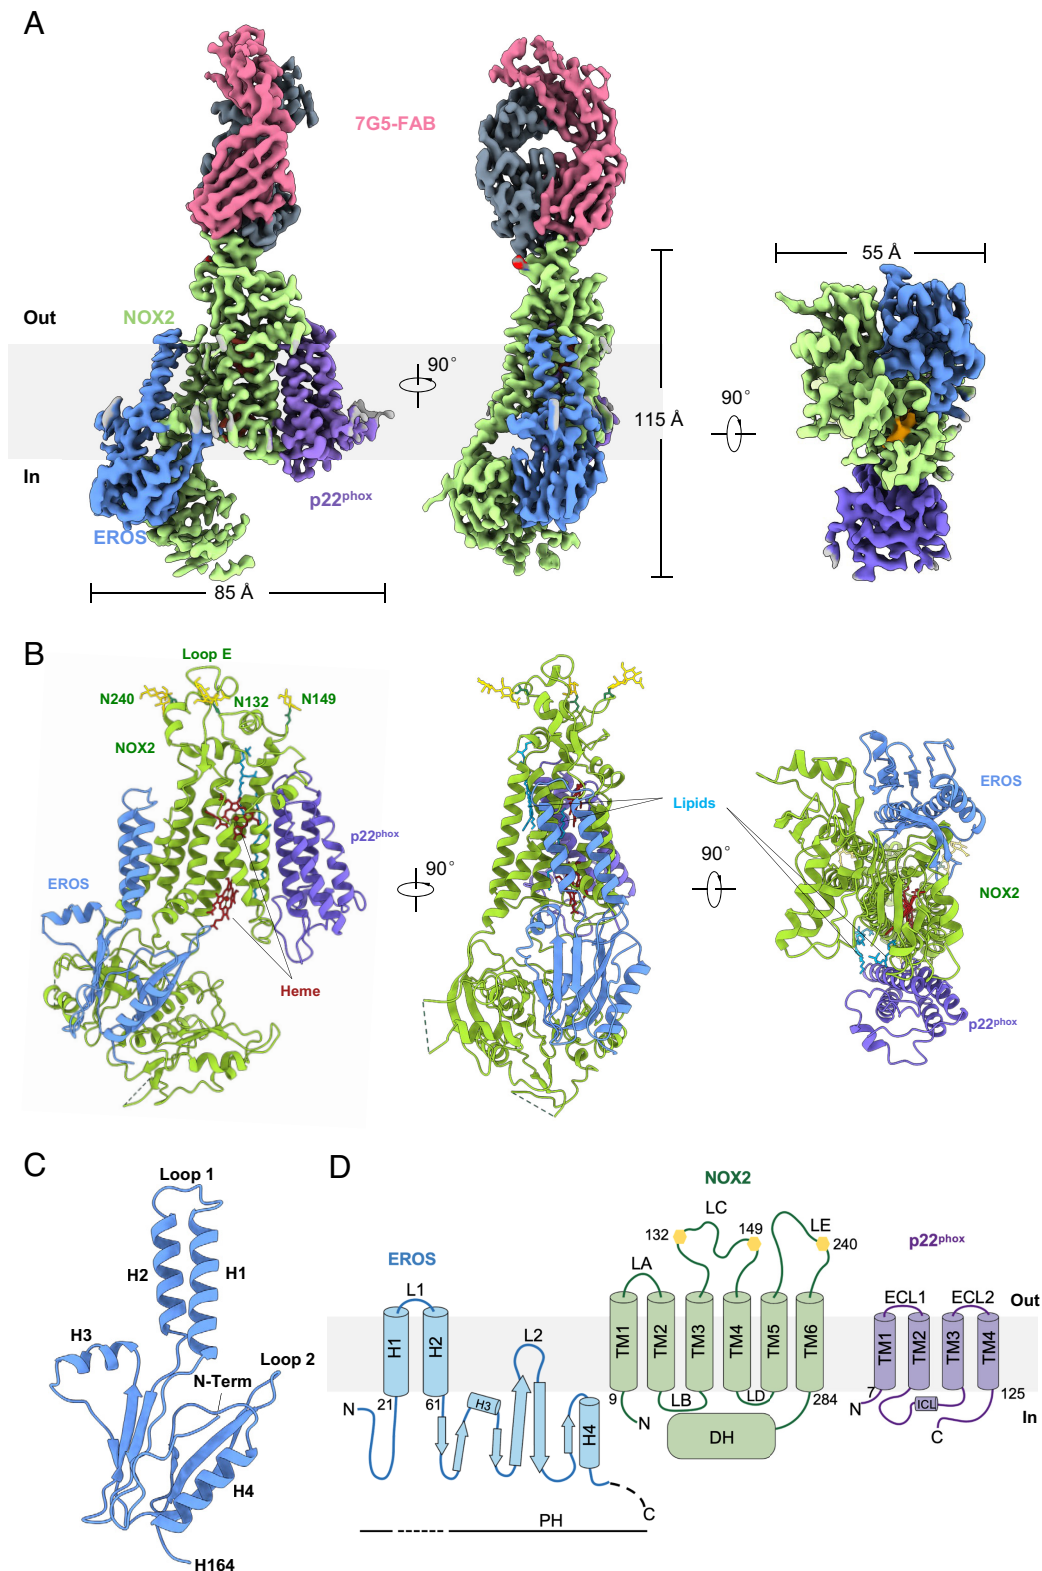 A
7G5-FAB
55 Å
Out
NOX2
90°
90°
115 Å
In
p22phox
EROS
85 Å
B
Loop E
N240
N132
N149
NOX2
EROS
Lipids
p22phox
90°
90°
EROS
NOX2
Heme
p22phox
C
D
Loop 1
NOX2
H2
H1
LC
132
149
LE
240
p22phox
EROS
LA
L1
ECL1
ECL2
Out
H3
Loop 2
H1
H2
L2
TM1
TM2
TM3
TM4
TM5
TM6
TM1
TM2
TM3
TM4
N-Term
N
21
61
H3
9
LB
LD
284
7
125
N
N
ICL
In
H4
H4
DH
C
C
PH
H164